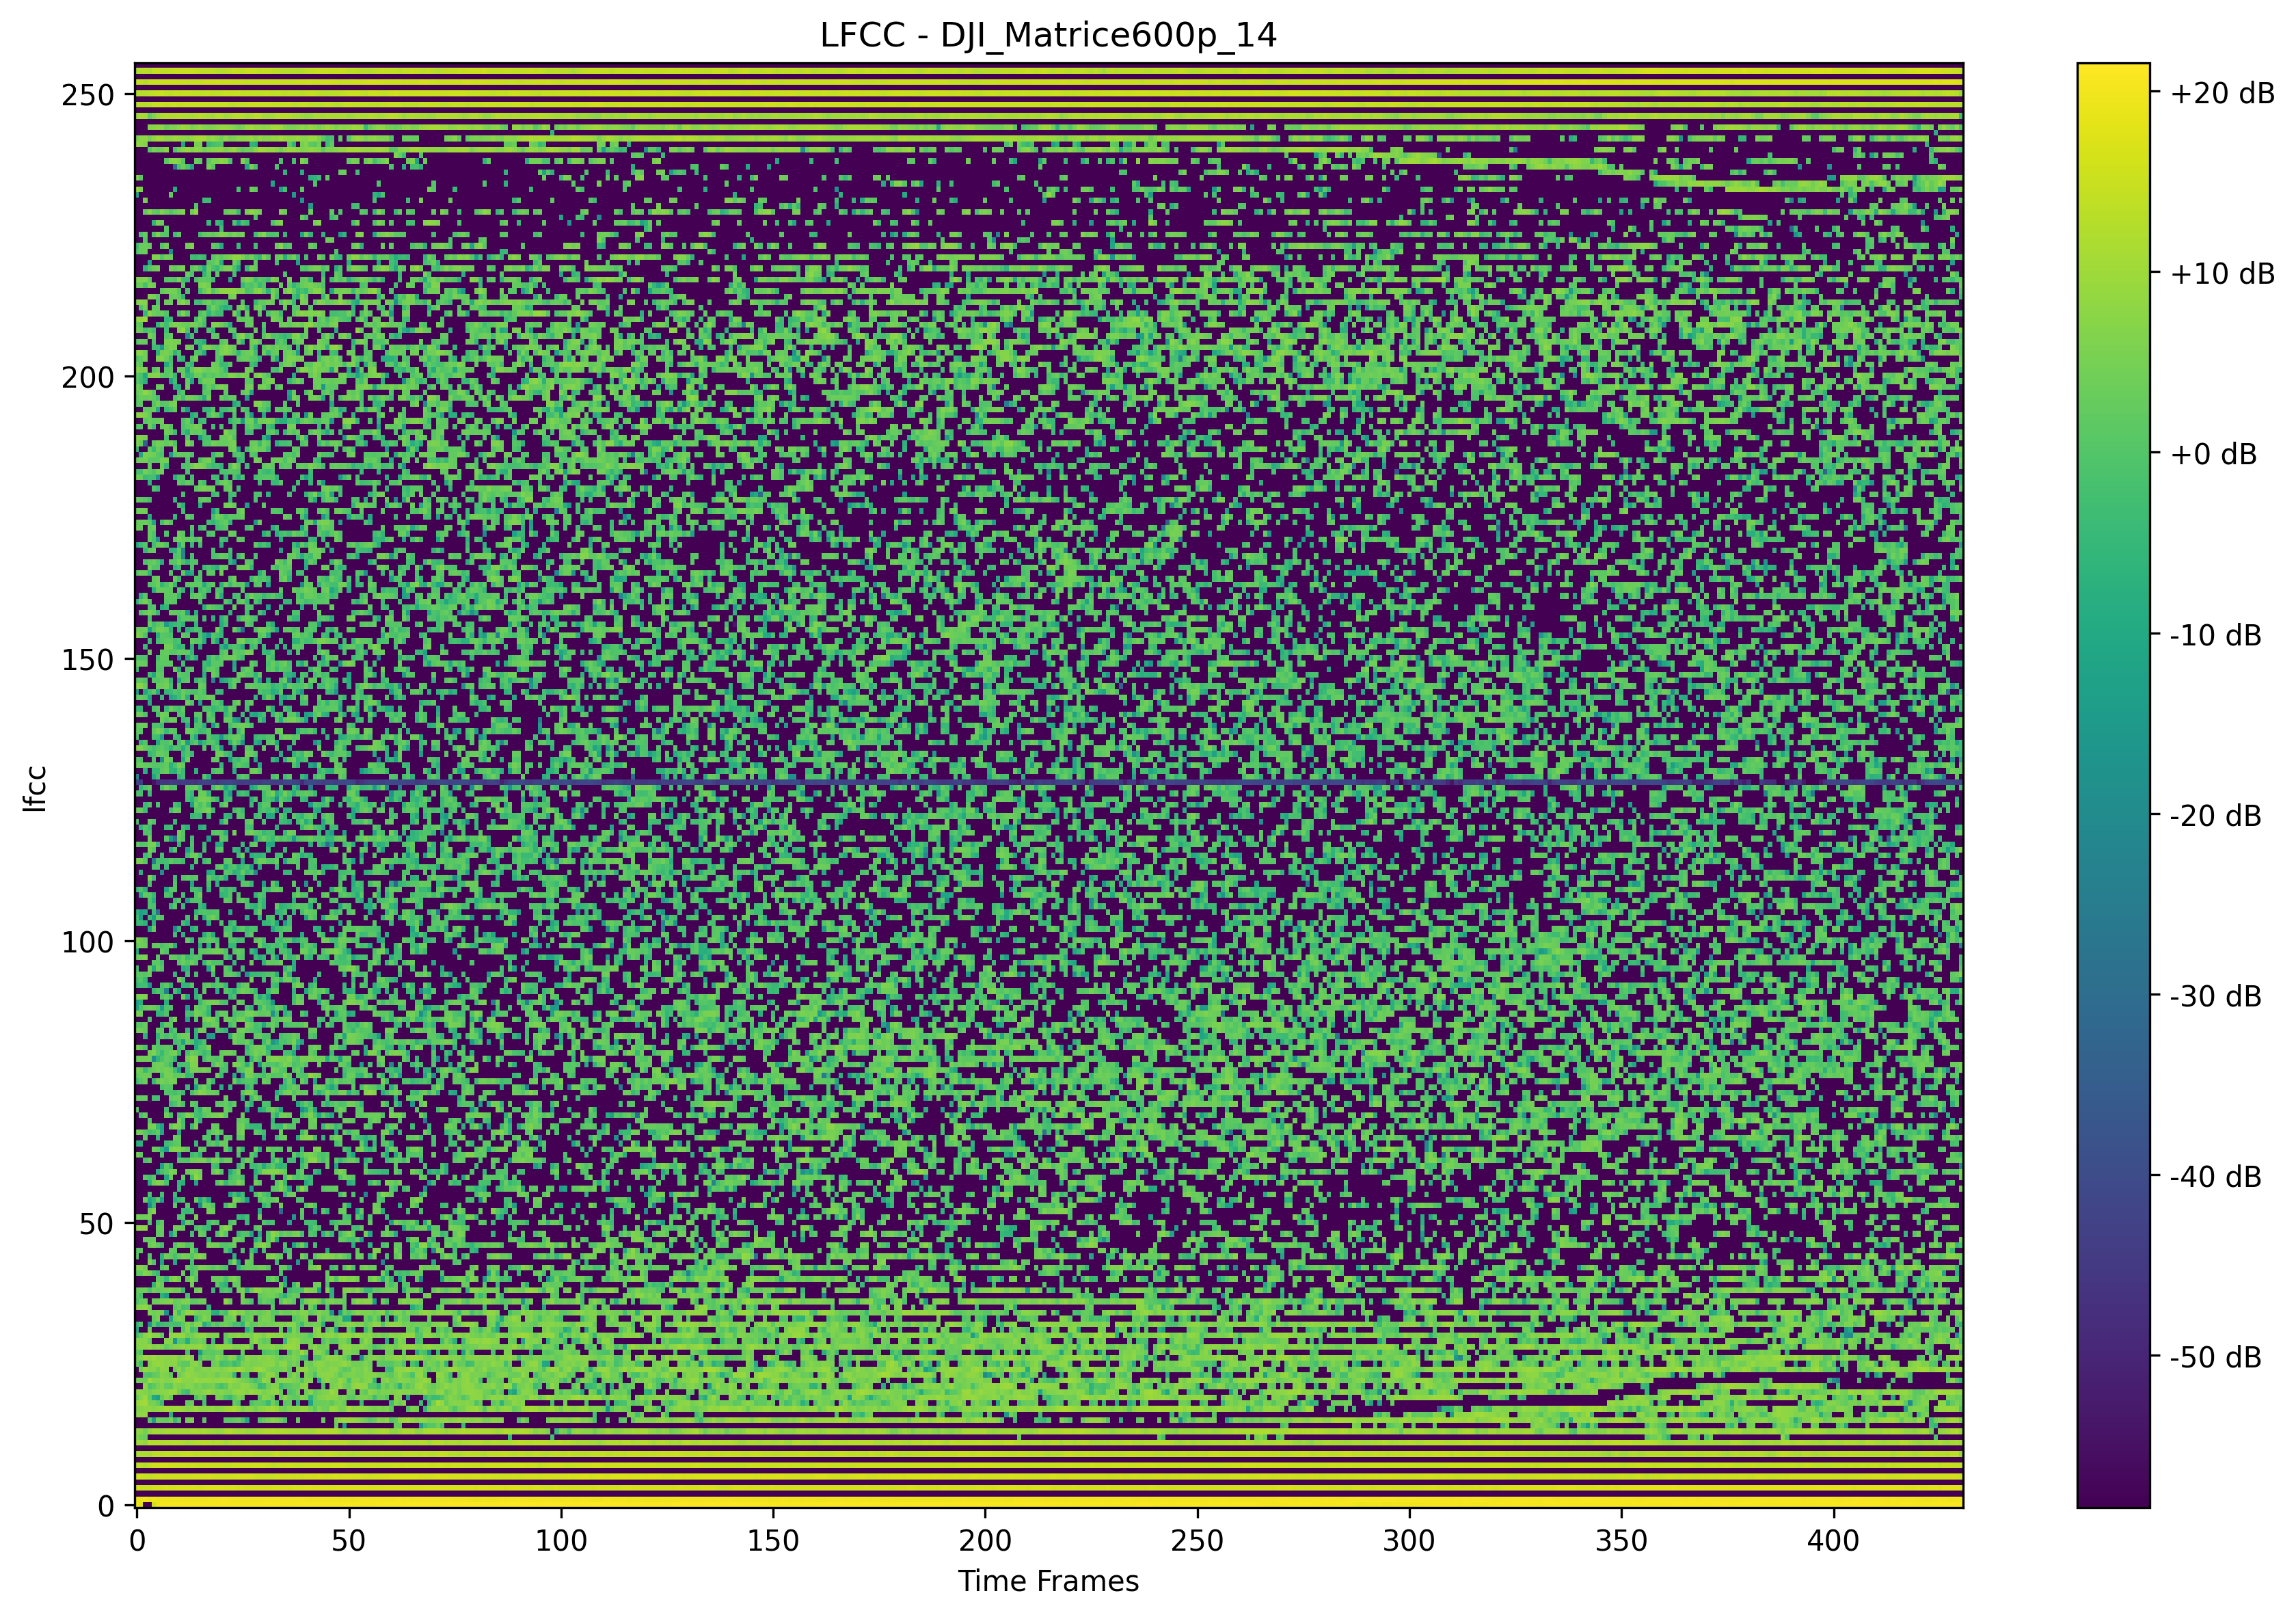 LFCC - DJI_Matrice600p_14
250
200
150
100
50
0
lfcc
0 50 100 150 200 250 300 350 400
Time Frames
+20 dB
+10 dB
+0 dB
-10 dB
-20 dB
-30 dB
-40 dB
-50 dB